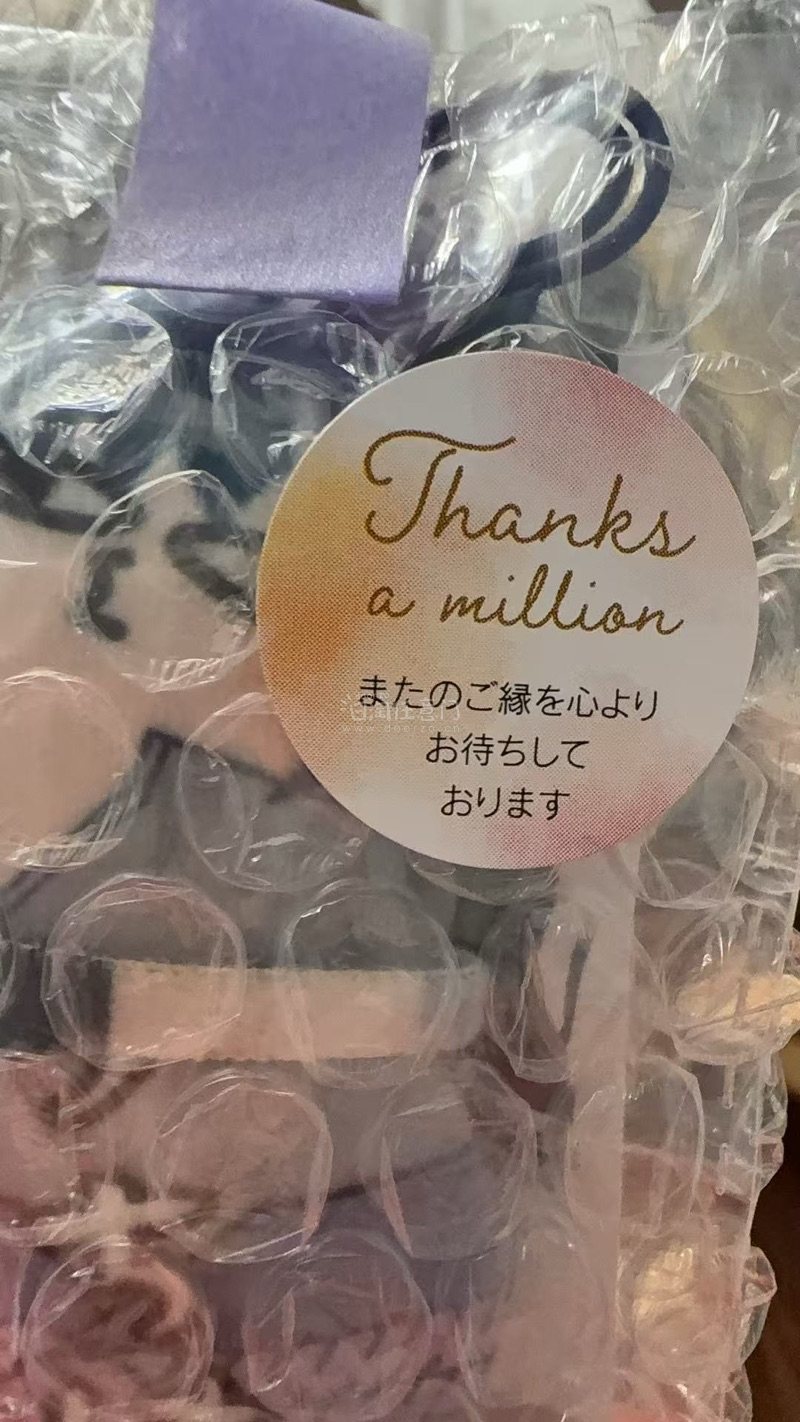 Thanks
a million
またのご縁を心より
お待ちして
おります